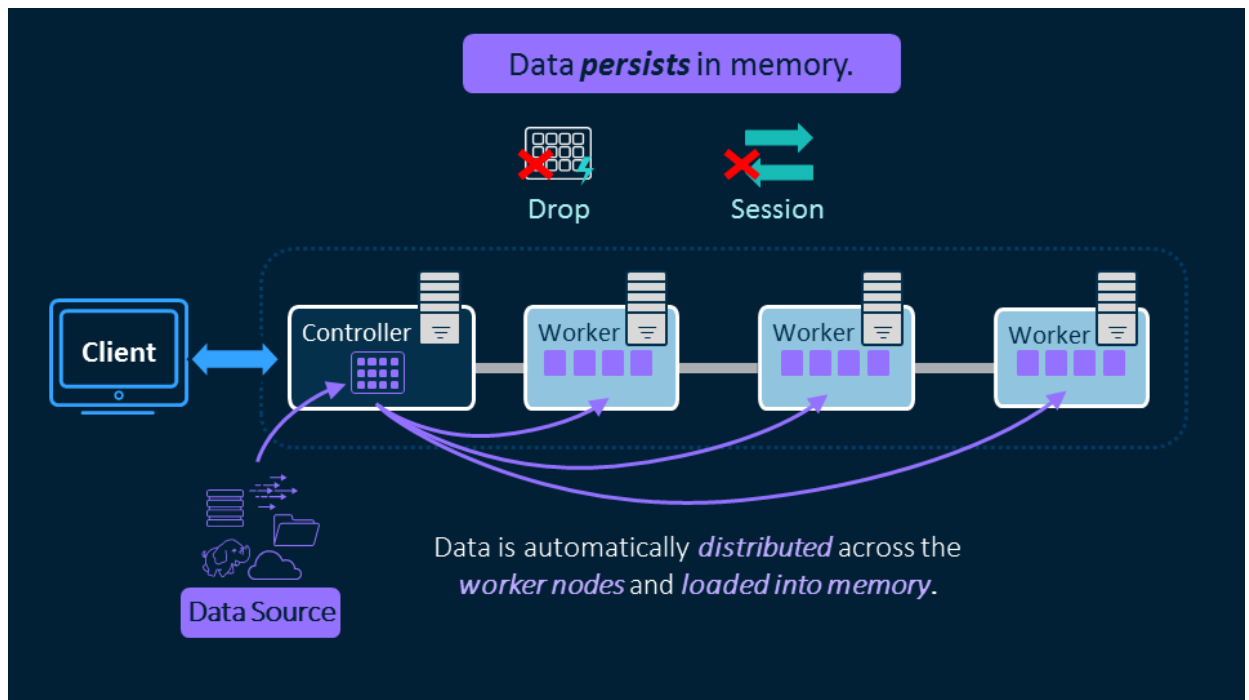 Data persists in memory.
Drop
Session
Client
Controller
Worker
Worker
Worker
Data is automatically distributed across the
worker nodes and loaded into memory.
Data Source